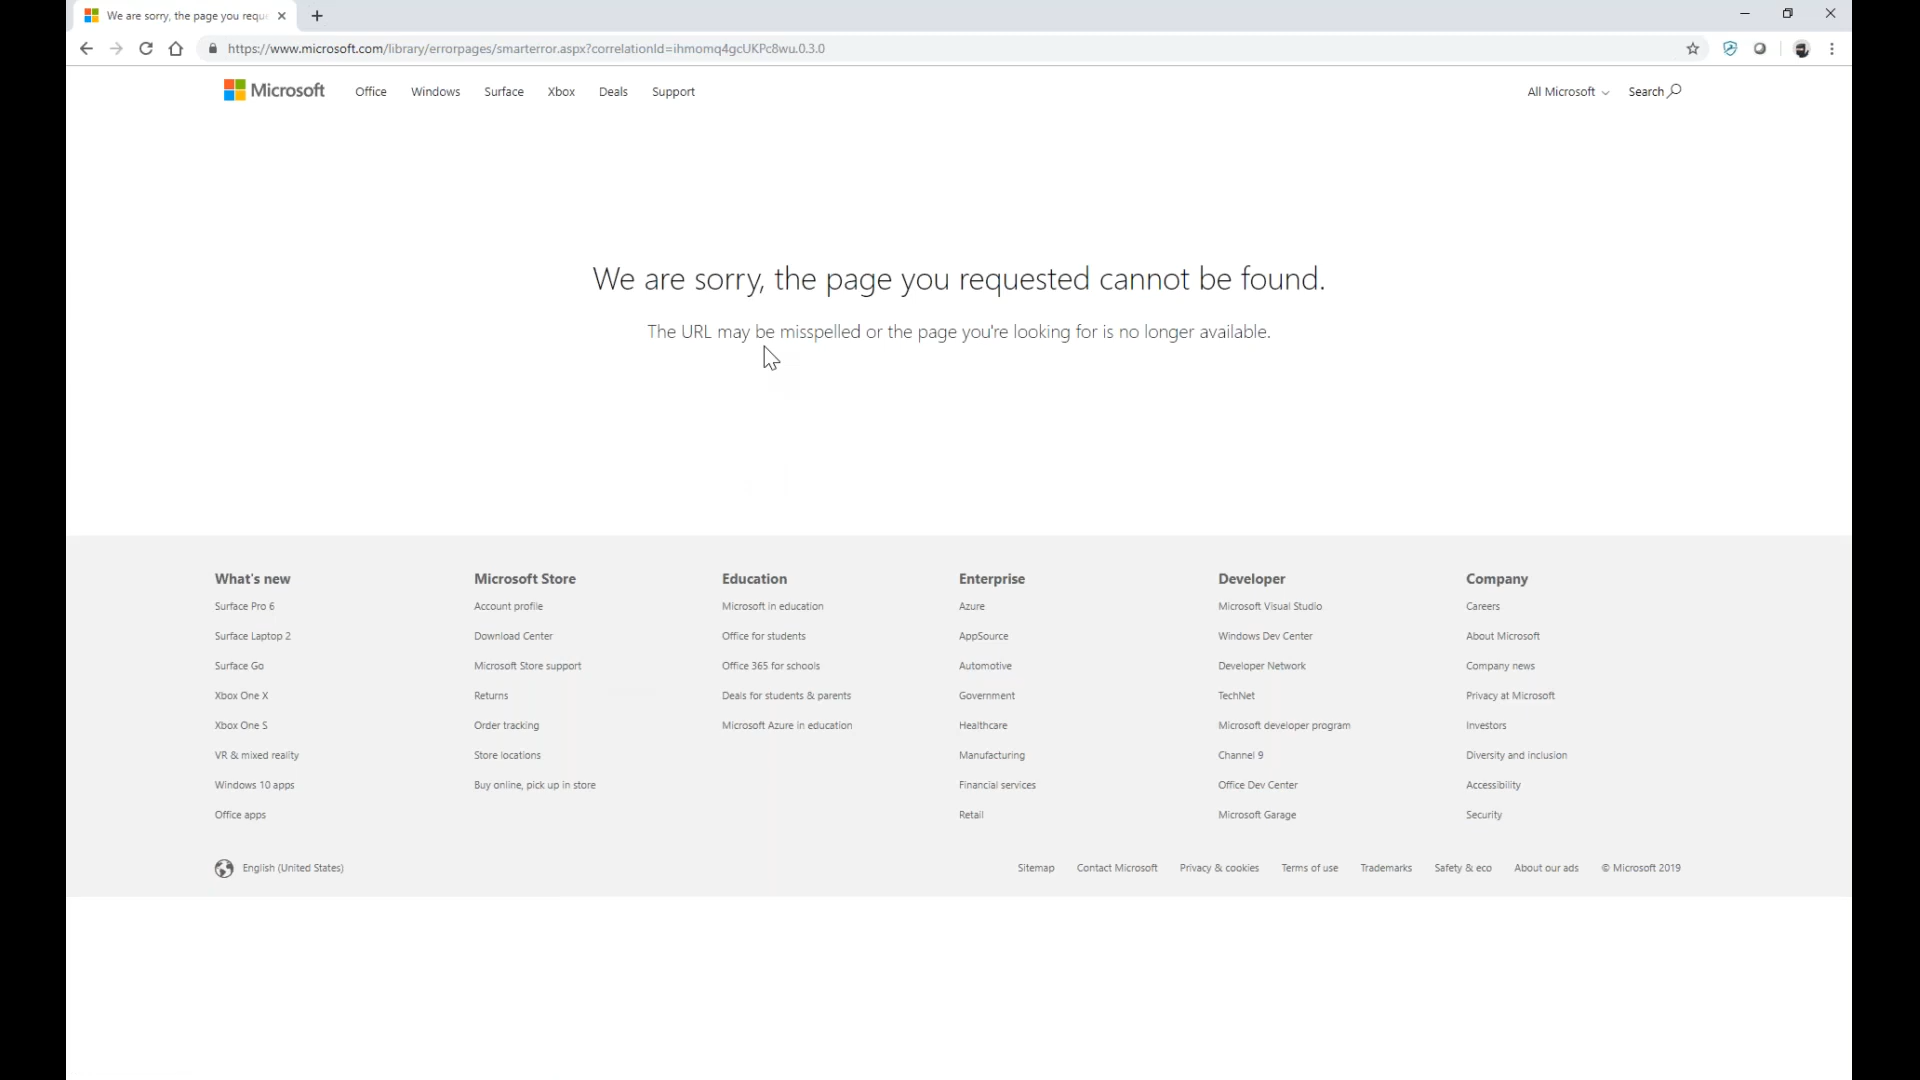 We are sorry, the page you reque
https://www.microsoft.com/library/errorpages/smarterror.aspx?correlationId=ihmomq4gcUKPc8wu.0.3.0
Microsoft Office Windows Surface Xbox Deals Support All Microsoft Search
We are sorry, the page you requested cannot be found.
The URL may be misspelled or the page you're looking for is no longer available.
What's new
Surface Pro 6
Surface Laptop 2
Surface Go
Xbox One X
Xbox One S
VR & mixed reality
Windows 10 apps
Office apps
Microsoft Store
Account profile
Download Center
Microsoft Store support
Returns
Order tracking
Store locations
Buy online, pick up in store
Education
Microsoft in education
Office for students
Office 365 for schools
Deals for students & parents
Microsoft Azure in education
Enterprise
Azure
AppSource
Automotive
Government
Healthcare
Manufacturing
Financial services
Retail
Developer
Microsoft Visual Studio
Windows Dev Center
Developer Network
TechNet
Microsoft developer program
Channel 9
Office Dev Center
Microsoft Garage
Company
Careers
About Microsoft
Company news
Privacy at Microsoft
Investors
Diversity and inclusion
Accessibility
Security
English (United States)
Sitemap Contact Microsoft Privacy & cookies Terms of use Trademarks Safety & eco About our ads © Microsoft 2019